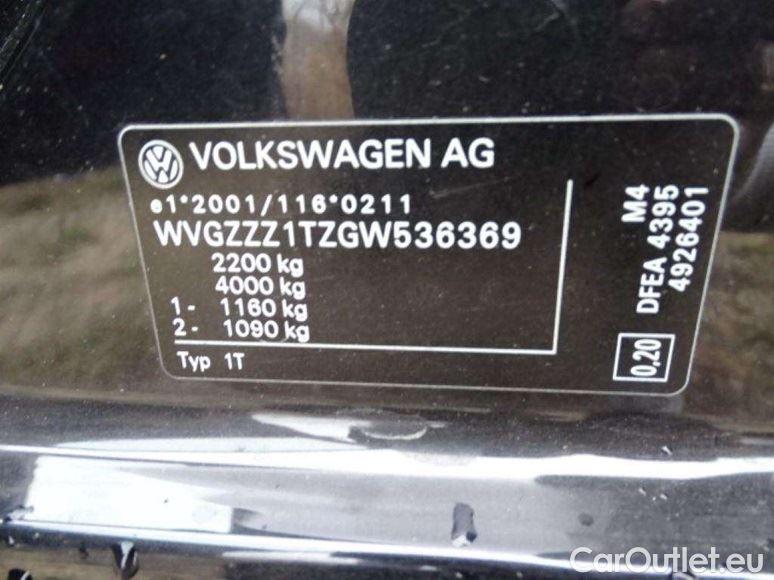 VOLKSWAGEN AG
e1*2001/116*0211
WVGZZZ1TZGW536369
2200 kg
4000 kg
1- 1160 kg
2- 1090 kg
Typ 1T
M4
DFEA 4395
4926401
0,20
CarOutlet.eu